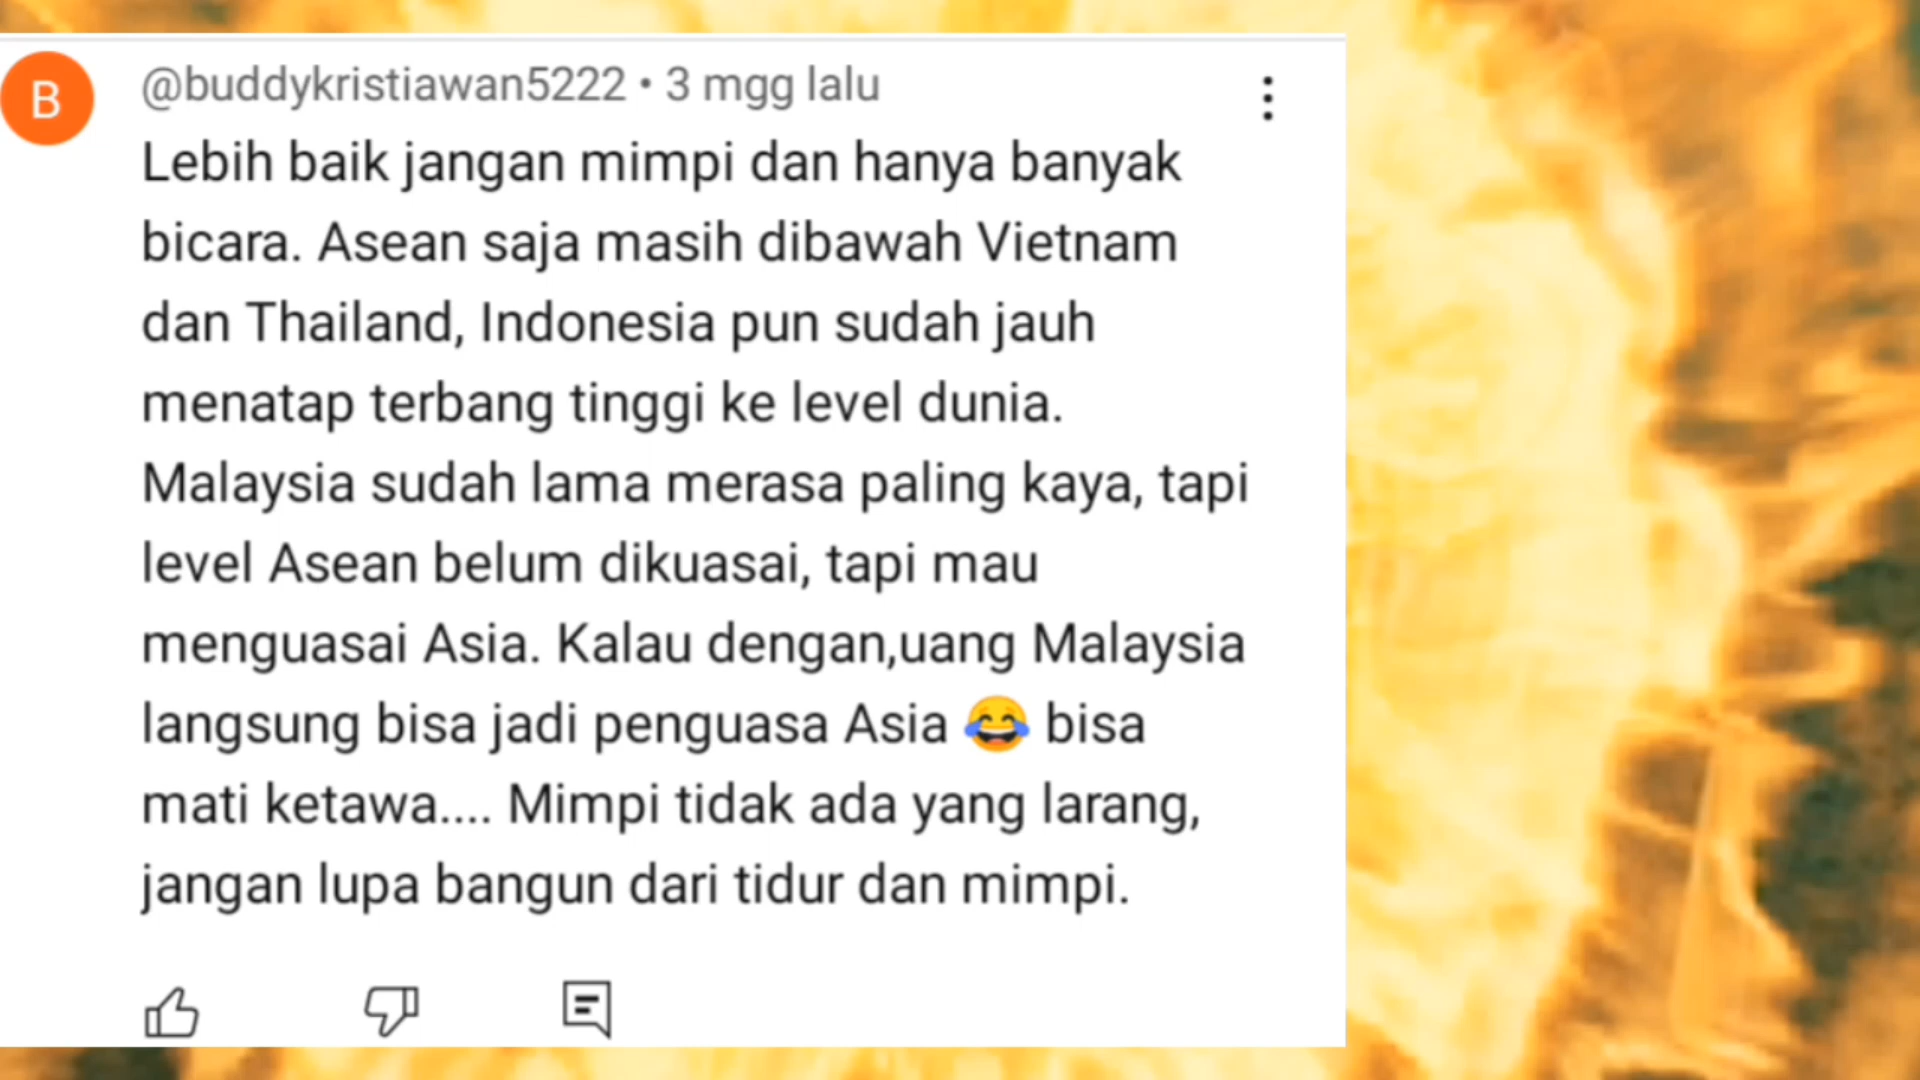 B
@buddykristiawan5222 • 3 mgg lalu
Lebih baik jangan mimpi dan hanya banyak
bicara. Asean saja masih dibawah Vietnam
dan Thailand, Indonesia pun sudah jauh
menatap terbang tinggi ke level dunia.
Malaysia sudah lama merasa paling kaya, tapi
level Asean belum dikuasai, tapi mau
menguasai Asia. Kalau dengan,uang Malaysia
langsung bisa jadi penguasa Asia 😂 bisa
mati ketawa.... Mimpi tidak ada yang larang,
jangan lupa bangun dari tidur dan mimpi.